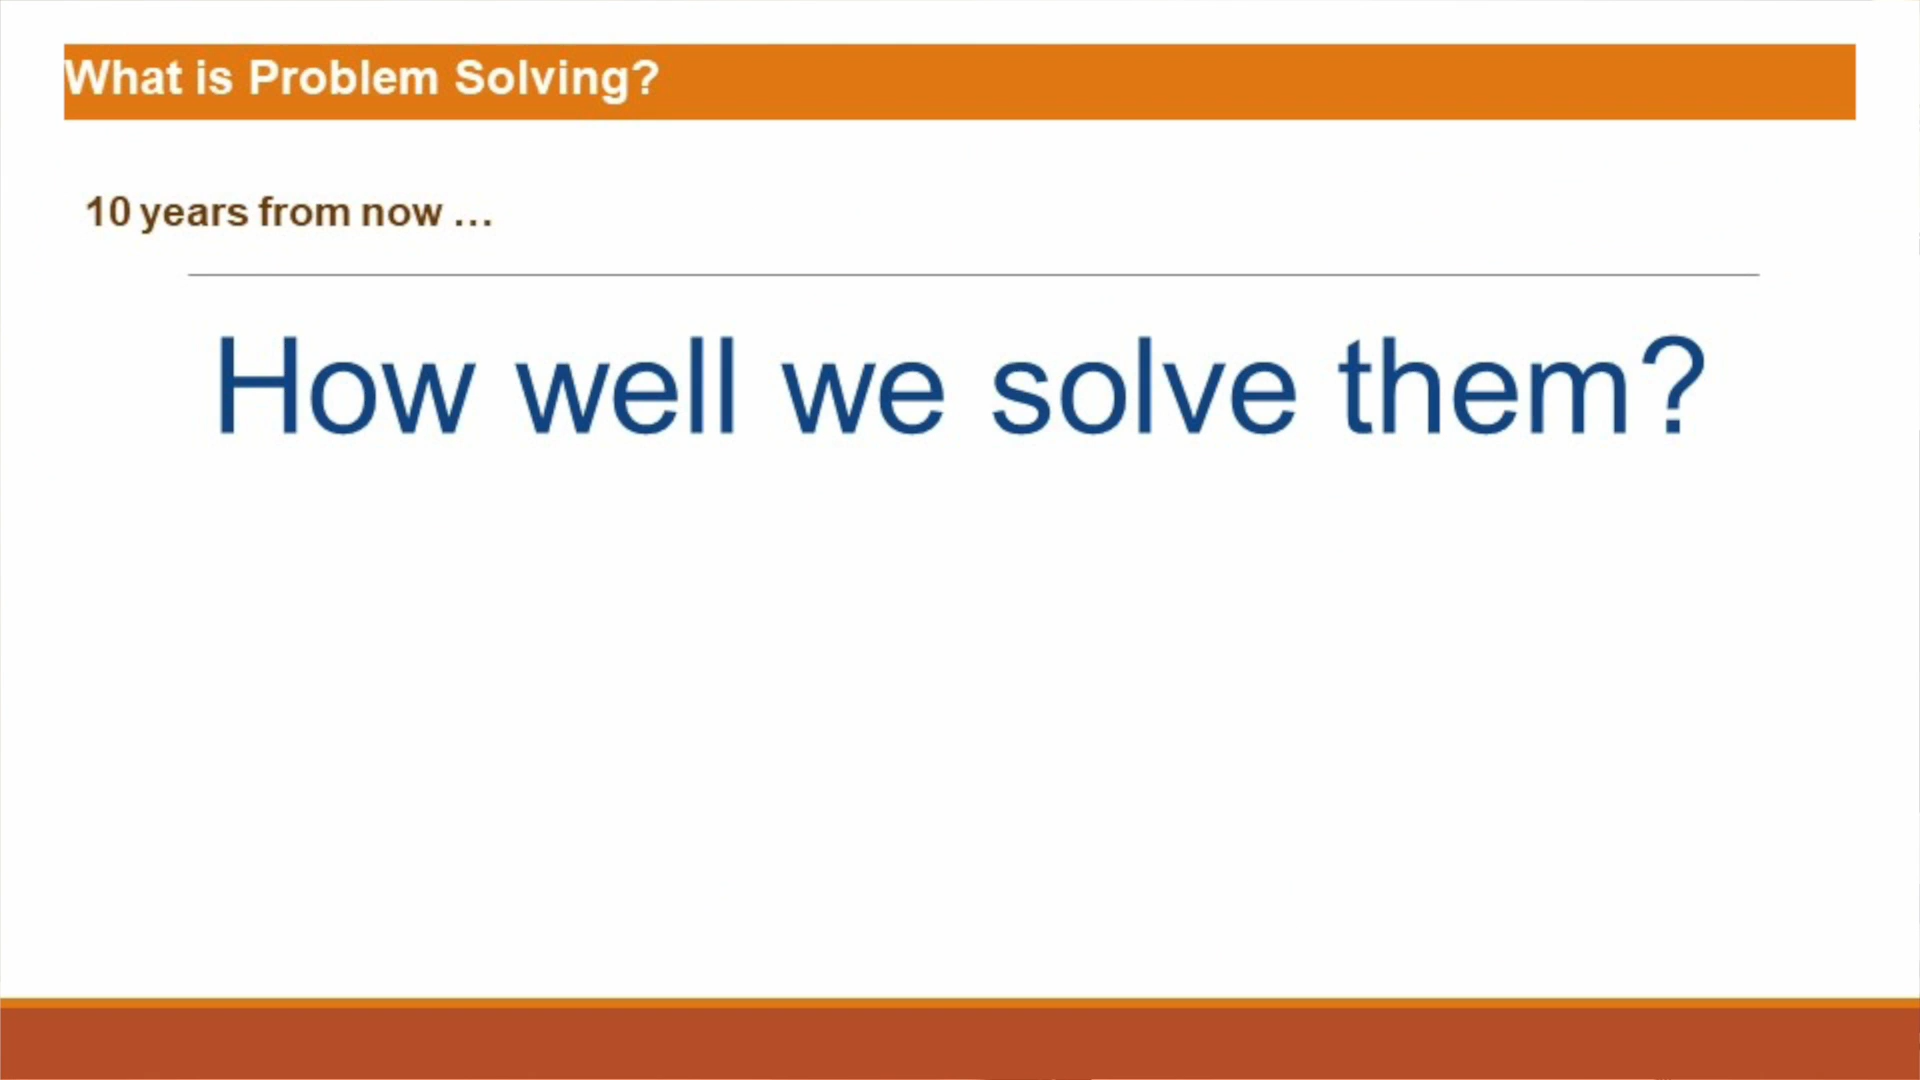 What is Problem Solving?
10 years from now …
How well we solve them?